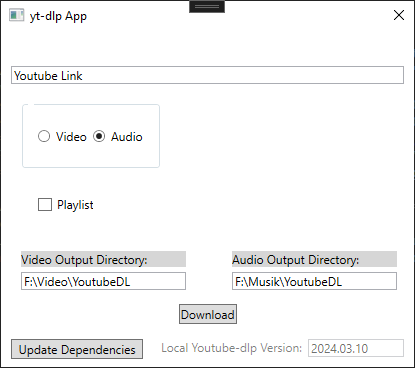 yt-dlp App
Youtube Link
Video Audio
Playlist
Video Output Directory: Audio Output Directory:
F:\Video\YoutubeDL F:\Musik\YoutubeDL
Download
Update Dependencies Local Youtube-dlp Version: 2024.03.10